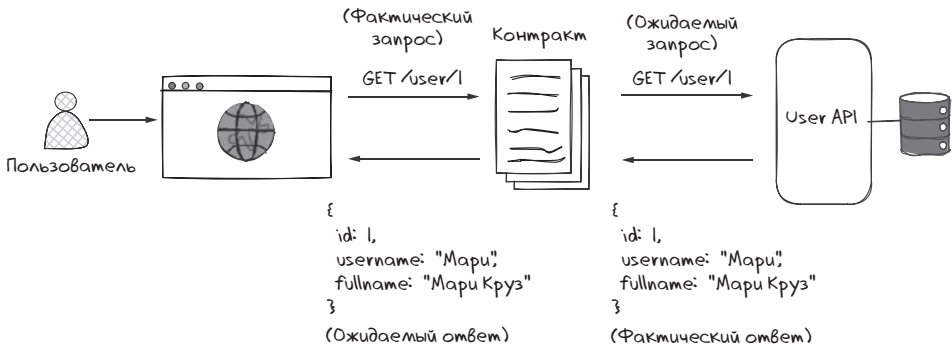 (Фактический
запрос)
Контракт
(Ожидаемый
запрос)
GET /user/1
GET /user/1
User API
Пользователь
{
id: 1,
username: "Мари",
fullname: "Мари Круз"
}
(Ожидаемый ответ)
{
id: 1,
username: "Мари",
fullname: "Мари Круз"
}
(Фактический ответ)